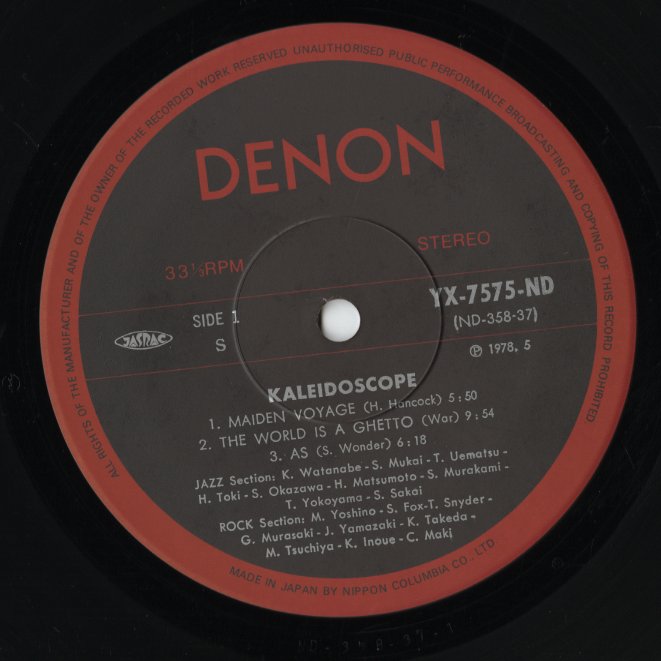 ALL RIGHTS OF THE MANUFACTURER AND OF THE OWNER OF THE RECORDED WORK RESERVED UNAUTHORISED PUBLIC PERFORMANCE BROADCASTING AND COPYING OF THIS RECORD PROHIBITED
DENON
33⅓RPM
STEREO
SIDE 1
YX-7575-ND
JASRAC
S
(ND-358-37)
Ⓟ 1978, 5
KALEIDOSCOPE
1. MAIDEN VOYAGE (H. Hancock) 5:50
2. THE WORLD IS A GHETTO (War) 9:54
3. AS (S. Wonder) 6:18
JAZZ Section: K. Watanabe - S. Mukai - T. Uematsu -
H. Toki - S. Okazawa - H. Matsumoto - S. Murakami -
T. Yokoyama - S. Sakai
ROCK Section: M. Yoshino - S. Fox - T. Snyder -
G. Murasaki - J. Yamazaki - K. Takeda -
M. Tsuchiya - K. Inoue - C. Maki
MADE IN JAPAN BY NIPPON COLUMBIA CO., LTD
ND-358-37-1